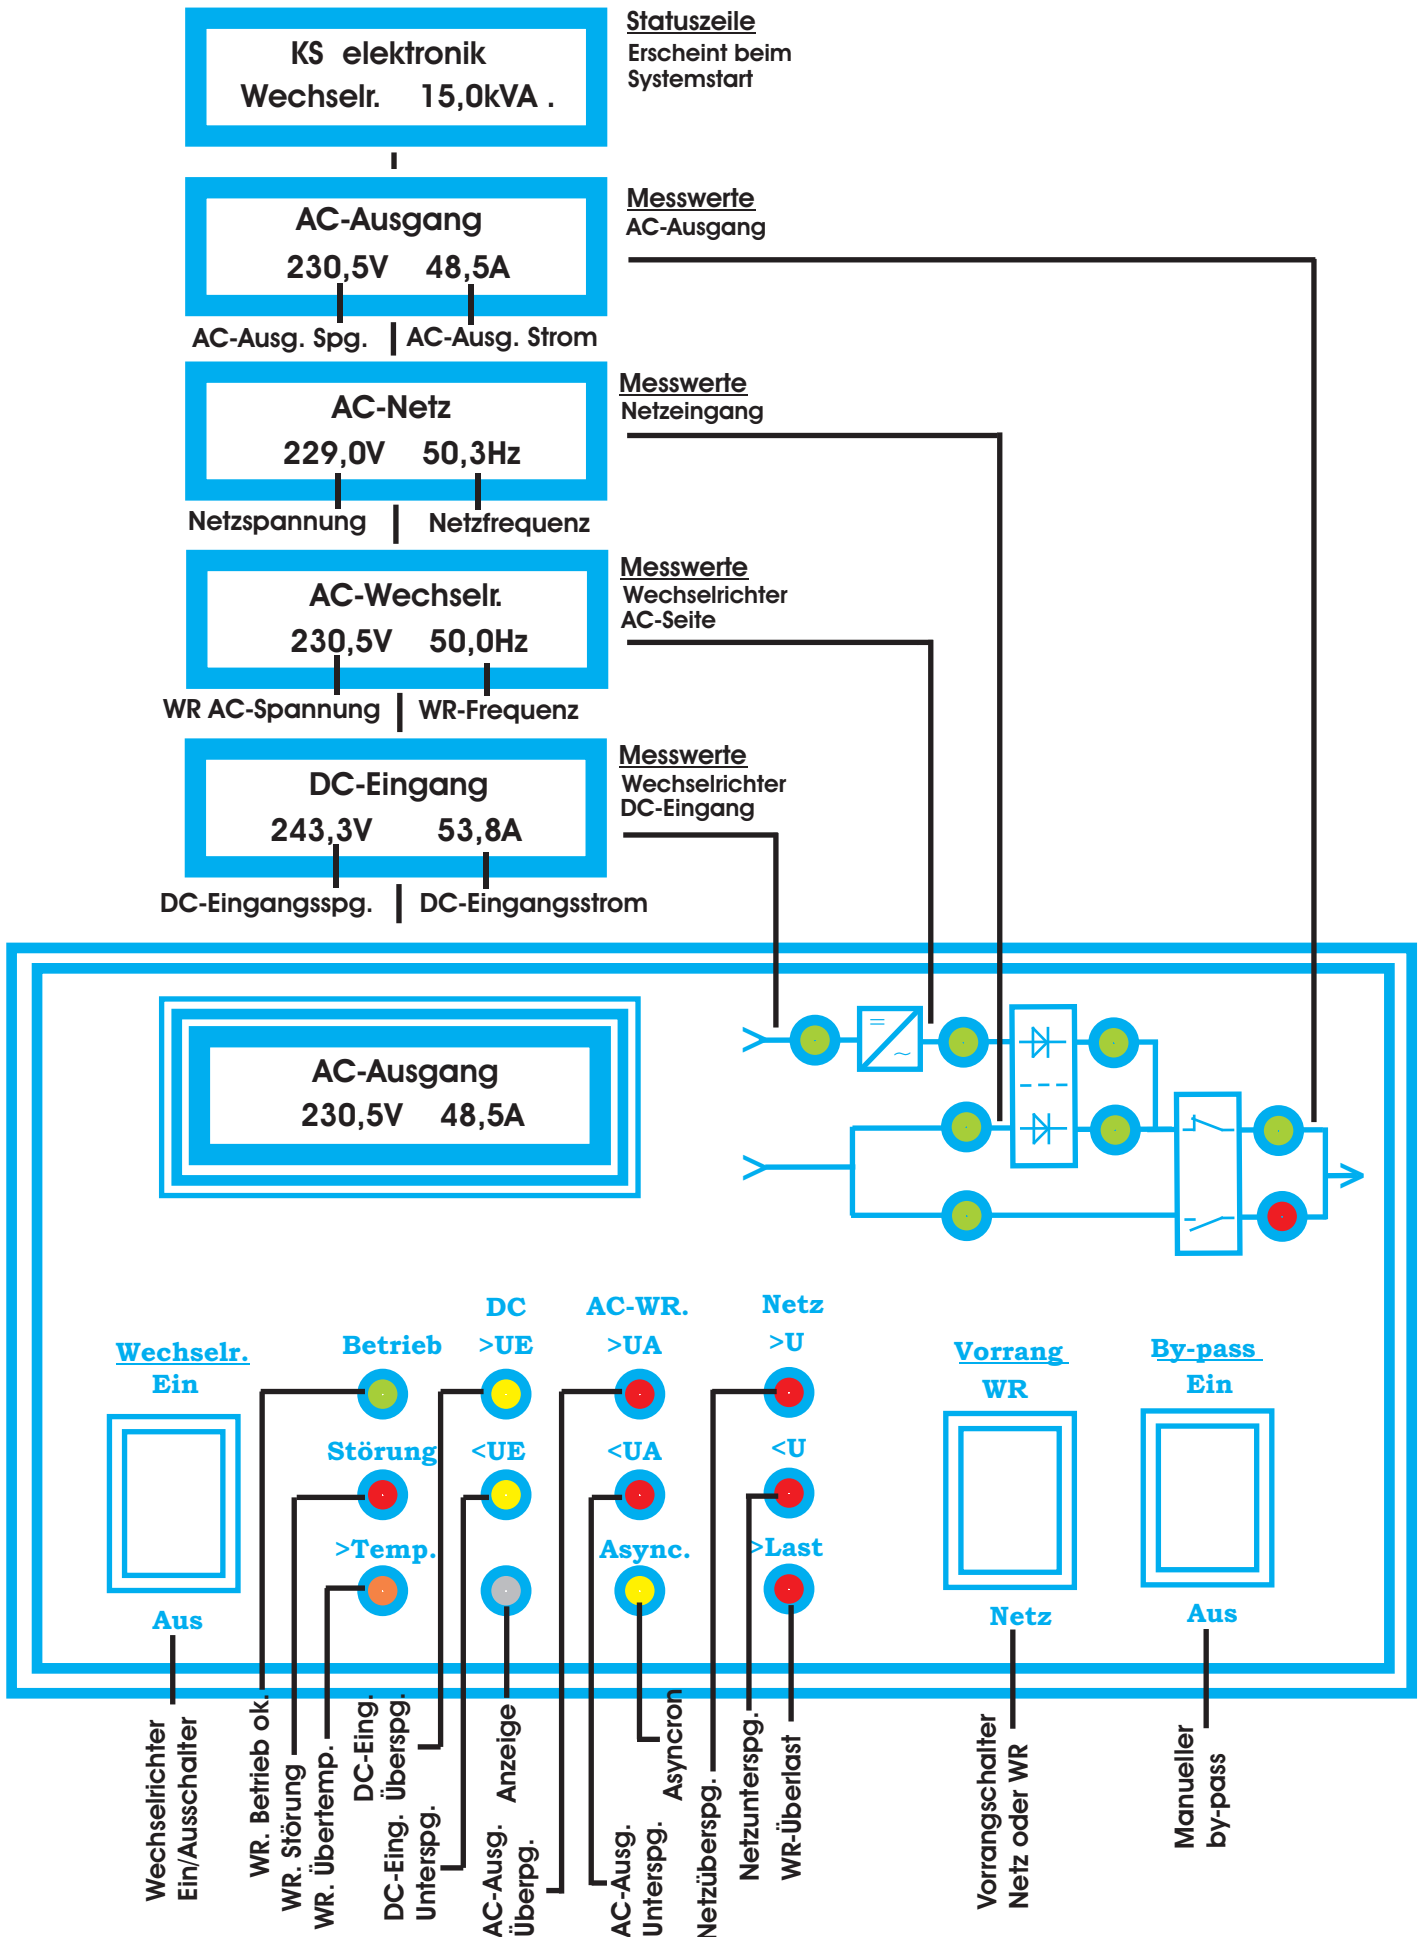 KS elektronik
Wechselr. 15,0kVA .
Statuszeile
Erscheint beim
Systemstart
AC-Ausgang
230,5V 48,5A
Messwerte
AC-Ausgang
AC-Ausg. Spg.
AC-Ausg. Strom
AC-Netz
229,0V 50,3Hz
Messwerte
Netzeingang
Netzspannung
Netzfrequenz
AC-Wechselr.
230,5V 50,0Hz
Messwerte
Wechselrichter
AC-Seite
WR AC-Spannung
WR-Frequenz
DC-Eingang
243,3V 53,8A
Messwerte
Wechselrichter
DC-Eingang
DC-Eingangsspg.
DC-Eingangsstrom
AC-Ausgang
230,5V 48,5A
DC
AC-WR.
Netz
Wechselr.
Ein
Betrieb
>UE
>UA
>U
Vorrang
WR
By-pass
Ein
Störung
<UE
<UA
<U
>Temp.
Async.
>Last
Aus
Netz
Aus
Wechselrichter
Ein/Ausschalter
WR. Betrieb ok.
WR. Störung
WR. Übertemp.
DC-Eing.
Überspg.
DC-Eing.
Unterspg.
Anzeige
AC-Ausg.
Überpg.
AC-Ausg.
Unterspg.
Asyncron
Netzüberspg.
Netzunterspg.
WR-Überlast
Vorrangschalter
Netz oder WR
Manueller
by-pass